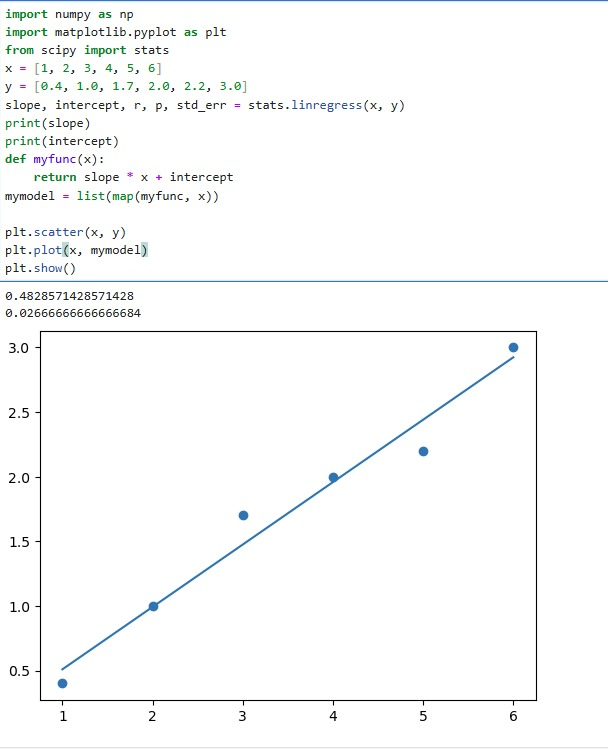 import numpy as np
import matplotlib.pyplot as plt
from scipy import stats
x = [1, 2, 3, 4, 5, 6]
y = [0.4, 1.0, 1.7, 2.0, 2.2, 3.0]
slope, intercept, r, p, std_err = stats.linregress(x, y)
print(slope)
print(intercept)
def myfunc(x):
    return slope * x + intercept
mymodel = list(map(myfunc, x))
plt.scatter(x, y)
plt.plot(x, mymodel)
plt.show()
0.4828571428571428
0.02666666666666684
3.0
2.5
2.0
1.5
1.0
0.5
1 2 3 4 5 6